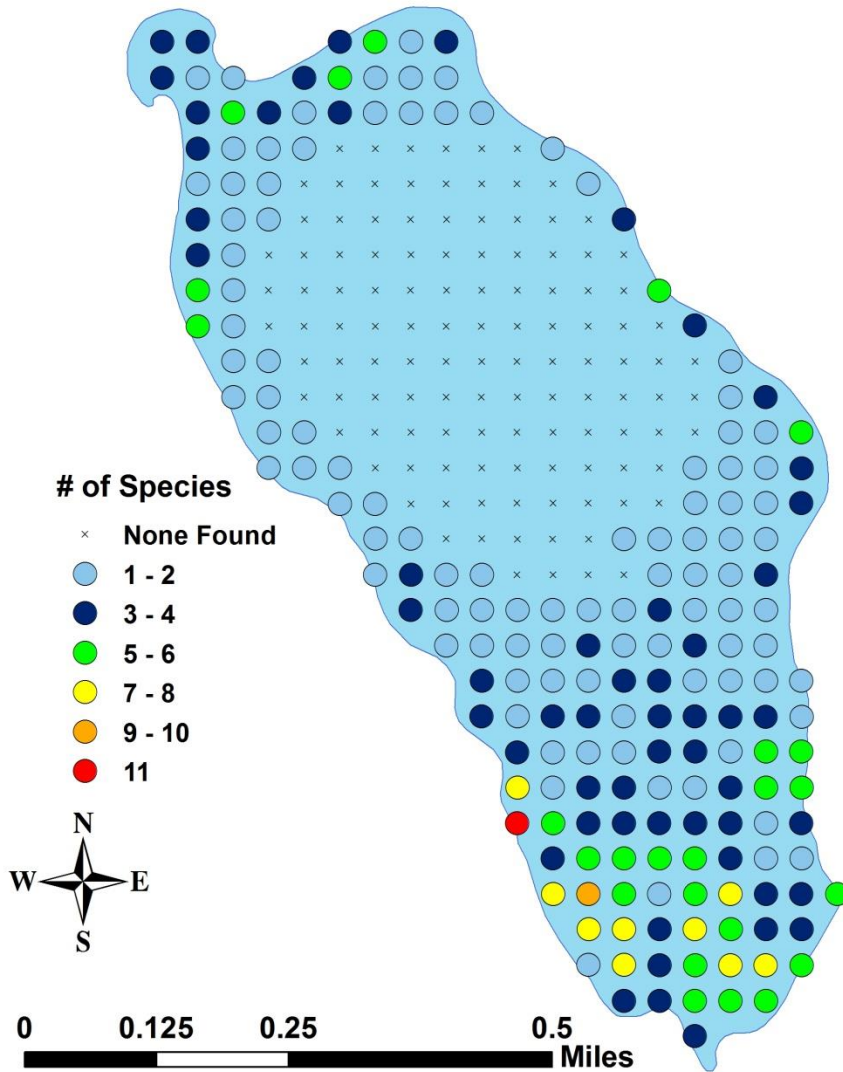 # of Species
None Found
1 - 2
3 - 4
5 - 6
7 - 8
9 - 10
11
N
W E
S
0 0.125 0.25 0.5
Miles